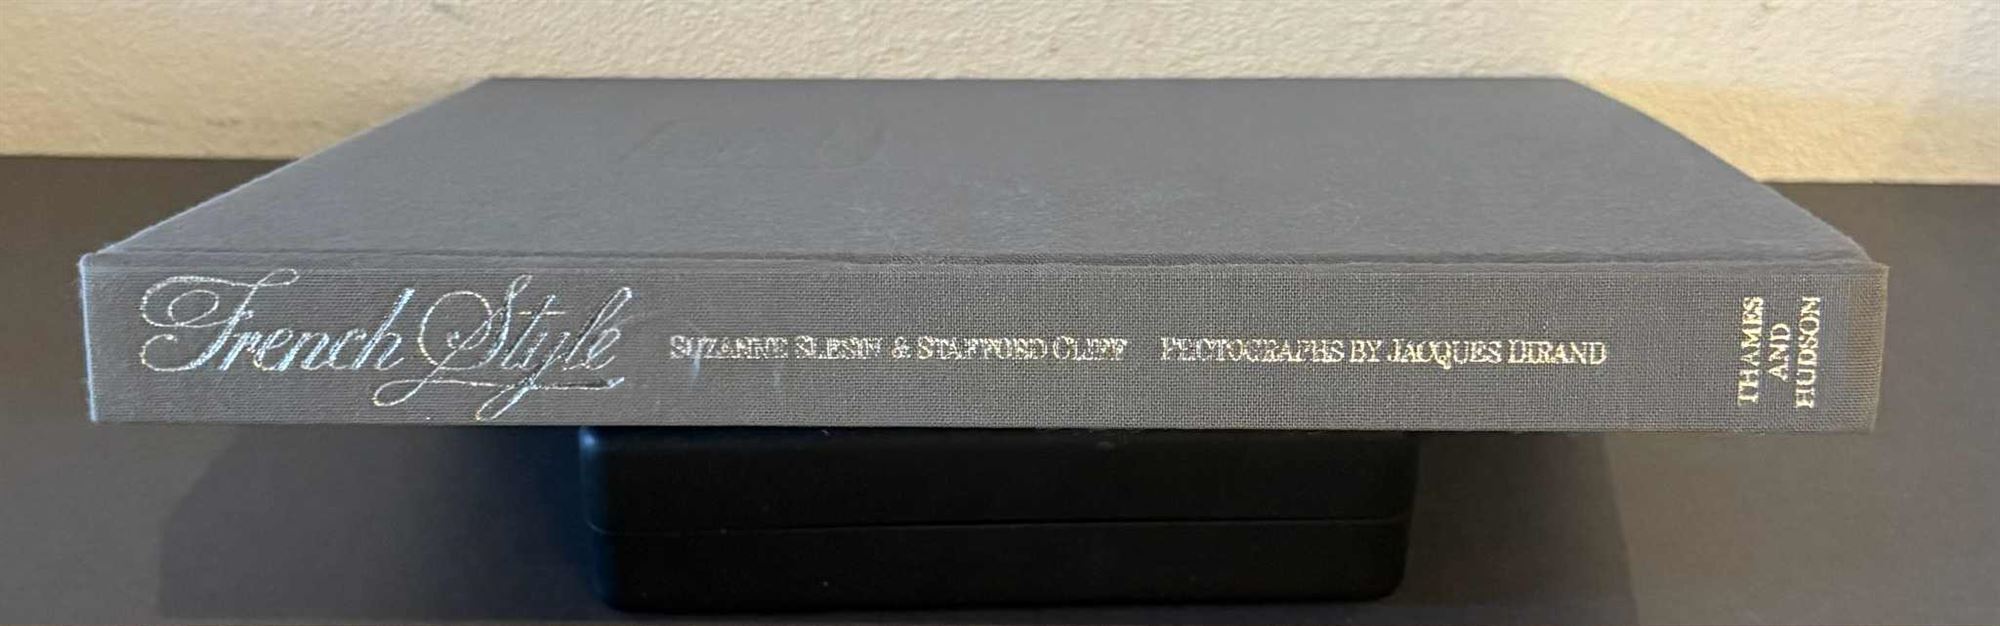 French Style
SUZANNE SLESIN & STAFFORD CLIFF
PHOTOGRAPHS BY JACQUES DIRAND
THAMES
AND
HUDSON